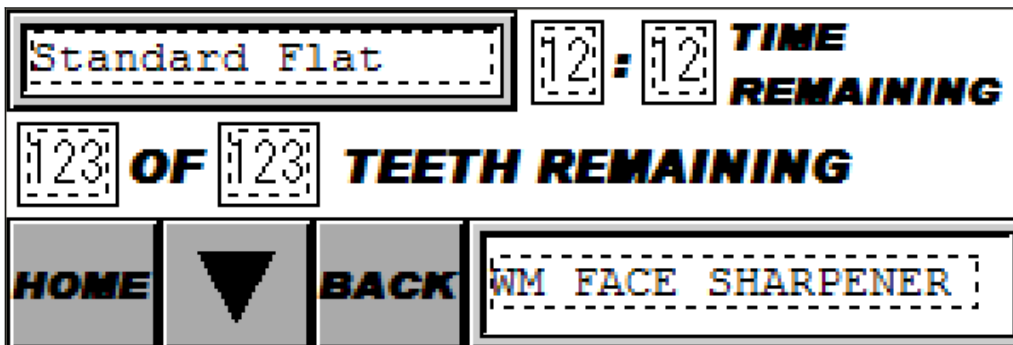 Standard Flat 12 : 12 TIME
REMAINING
123 OF 123 TEETH REMAINING
HOME BACK WM FACE SHARPENER